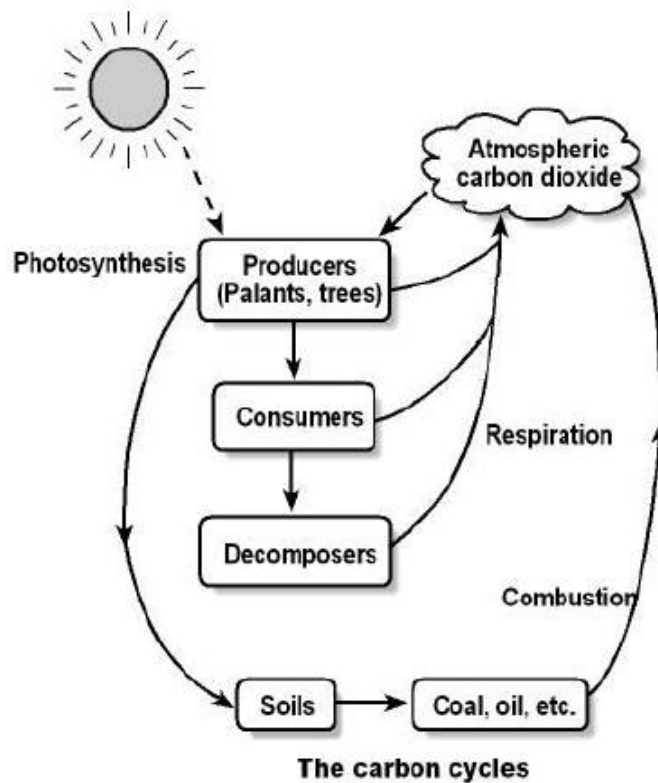 Atmospheric
carbon dioxide
Photosynthesis
Producers
(Palants, trees)
Consumers
Respiration
Decomposers
Combustion
Soils
Coal, oil, etc.
The carbon cycles